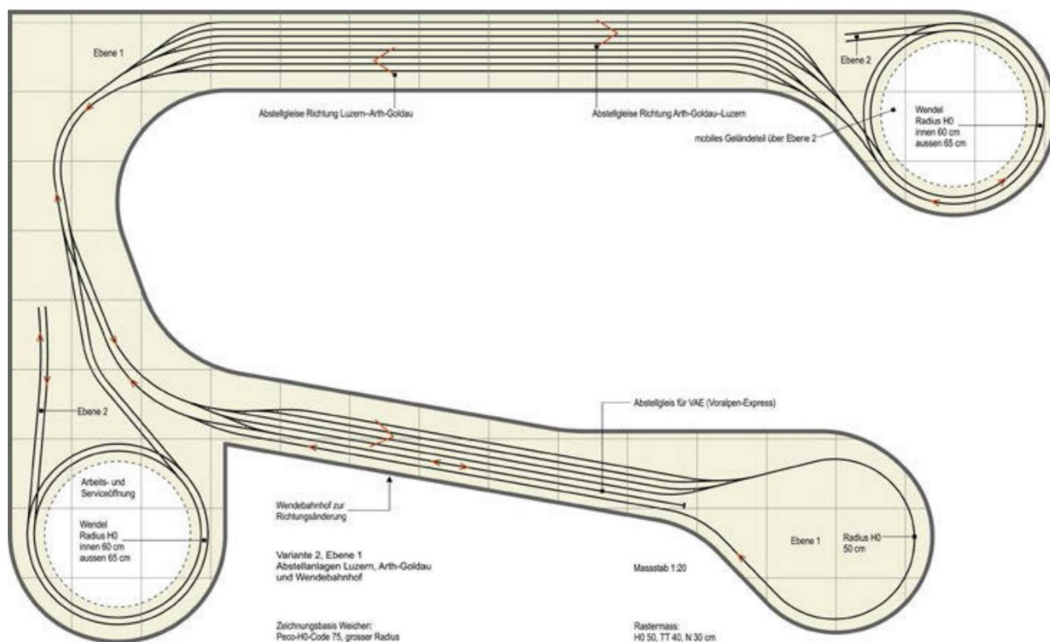 Ebene 1
Ebene 2
Abstellgleise Richtung Luzern–Arth-Goldau
Abstellgleise Richtung Arth-Goldau–Luzern
mobiles Geländeteil über Ebene 2
Wendel
Radius H0
innen 60 cm
aussen 65 cm
Ebene 2
Abstellgleis für VAE (Voralpen-Express)
Arbeits- und
Serviceöffnung
Wendel
Radius H0
innen 60 cm
aussen 65 cm
Wendebahnhof zur
Richtungsänderung
Ebene 1
Radius H0
50 cm
Variante 2, Ebene 1
Abstellanlagen Luzern, Arth-Goldau
und Wendebahnhof
Massstab 1:20
Zeichnungsbasis Weichen:
Peco-H0-Code 75, grosser Radius
Rastermass:
H0 50, TT 40, N 30 cm